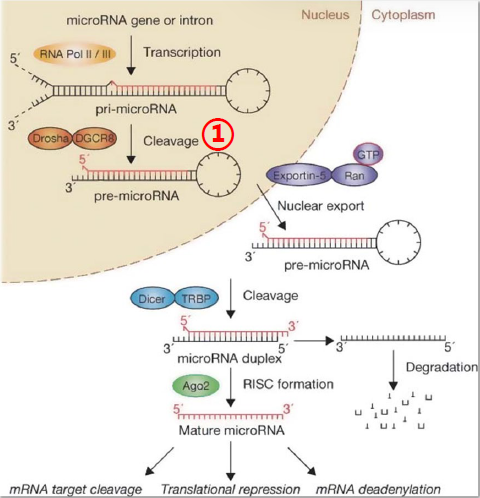 microRNA gene or intron
Nucleus
Cytoplasm
RNA Pol II / III
Transcription
5´
3´
pri-microRNA
Drosha
DGCR8
Cleavage
①
5´
3´
pre-microRNA
GTP
Exportin-5
Ran
Nuclear export
pre-microRNA
Dicer
TRBP
Cleavage
5´
3´
3´
5´
microRNA duplex
3´
5´
Degradation
Ago2
RISC formation
5´
3´
Mature microRNA
mRNA target cleavage
Translational repression
mRNA deadenylation